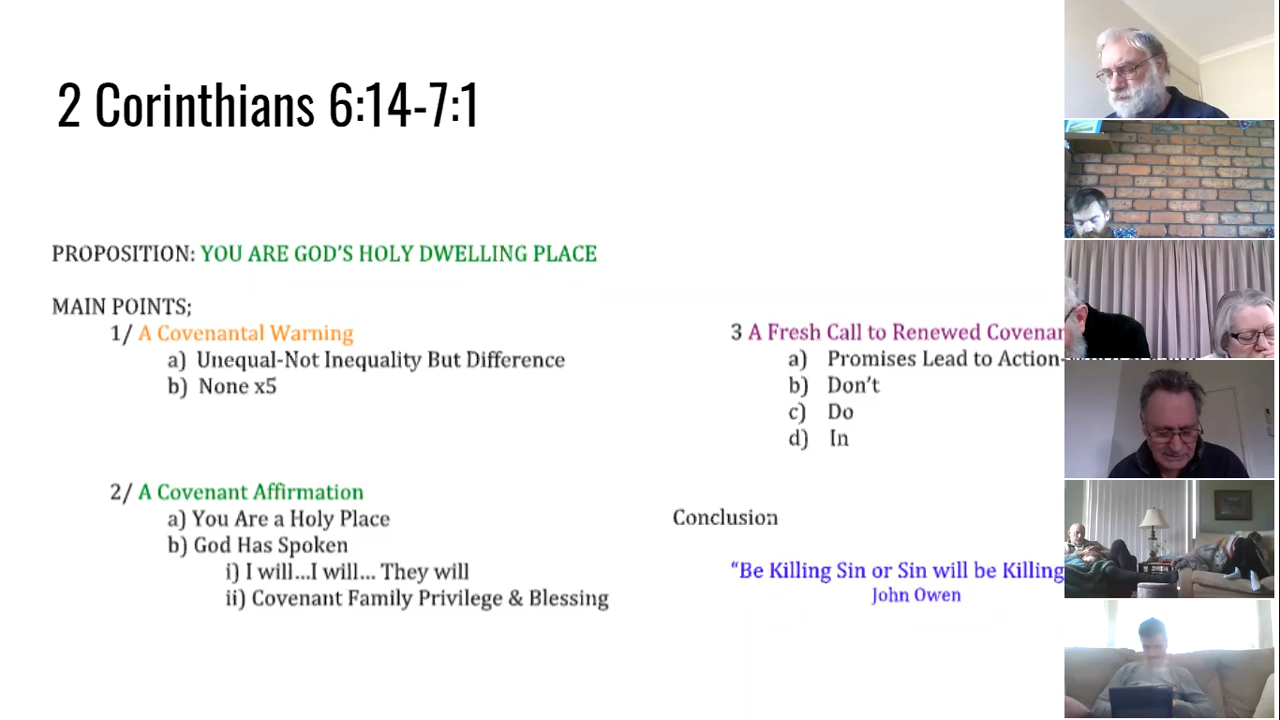 2 Corinthians 6:14-7:1
PROPOSITION: YOU ARE GOD'S HOLY DWELLING PLACE
MAIN POINTS;
1/ A Covenantal Warning
a) Unequal-Not Inequality But Difference
b) None x5
2/ A Covenant Affirmation
a) You Are a Holy Place
b) God Has Spoken
i) I will...I will... They will
ii) Covenant Family Privilege & Blessing
3 A Fresh Call to Renewed Covenan
a) Promises Lead to Action-
b) Don't
c) Do
d) In
Conclusion
"Be Killing Sin or Sin will be Killing
John Owen